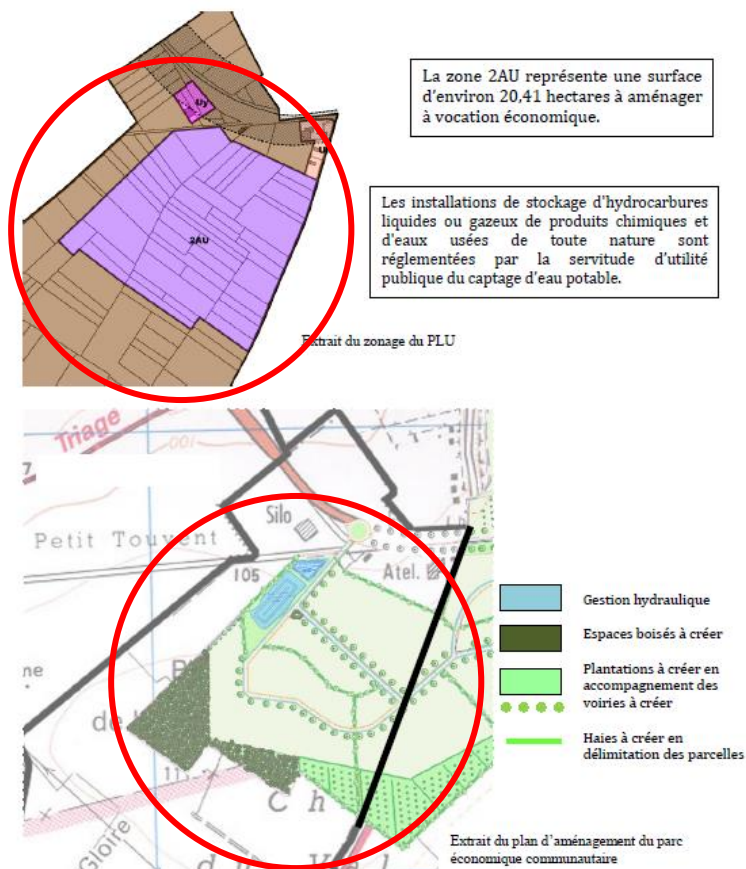 La zone 2AU représente une surface
d'environ 20,41 hectares à aménager
à vocation économique.
Uy
2AU
Les installations de stockage d'hydrocarbures
liquides ou gazeux de produits chimiques et
d'eaux usées de toute nature sont
réglementées par la servitude d'utilité
publique du captage d'eau potable.
Extrait du zonage du PLU
Triage
100
7
Silo
Petit Touvent
105
Atel.
Gestion hydraulique
Espaces boisés à créer
Plantations à créer en
accompagnement des
voiries à créer
Haies à créer en
délimitation des parcelles
de
C h
Gloire
Extrait du plan d'aménagement du parc
économique communautaire